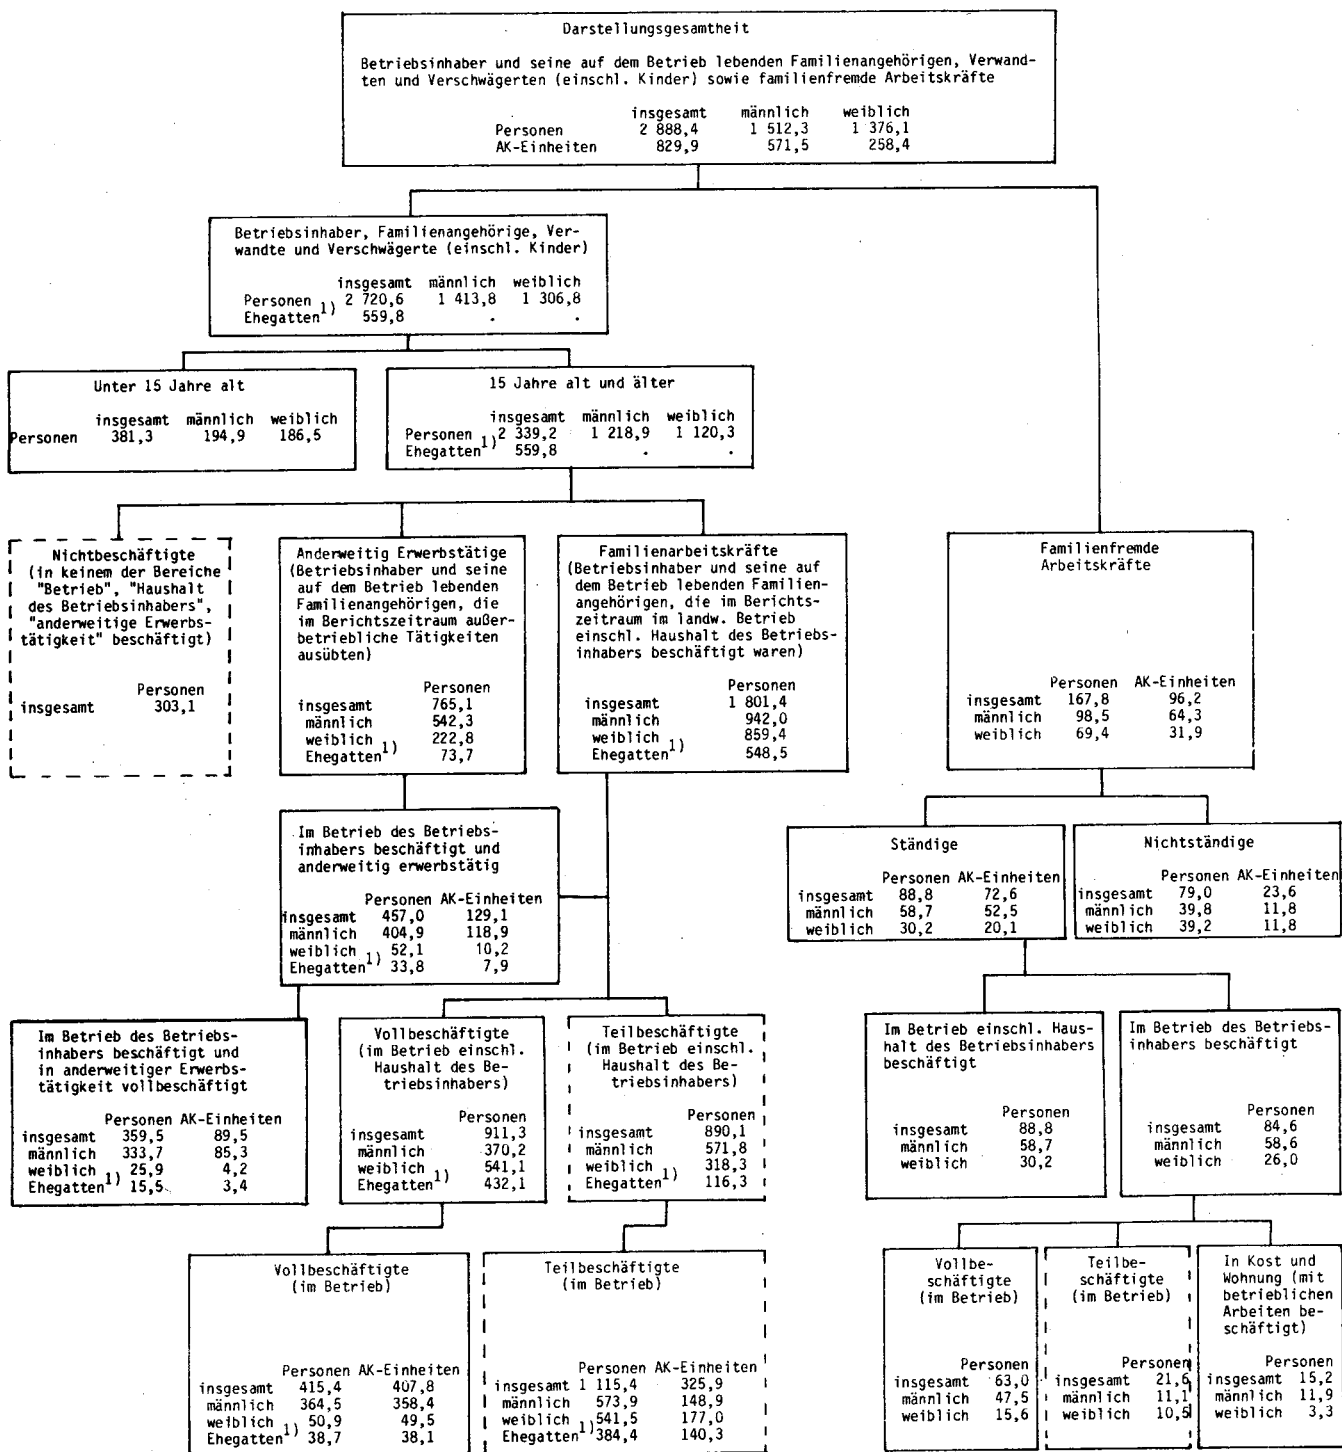 Darstellungsgesamtheit
Betriebsinhaber und seine auf dem Betrieb lebenden Familienangehörigen, Verwand-
ten und Verschwägerten (einschl. Kinder) sowie familienfremde Arbeitskräfte
insgesamt männlich weiblich
Personen 2 888,4 1 512,3 1 376,1
AK-Einheiten 829,9 571,5 258,4
Betriebsinhaber, Familienangehörige, Ver-
wandte und Verschwägerte (einschl. Kinder)
insgesamt männlich weiblich
Personen 2 720,6 1 413,8 1 306,8
Ehegatten 1) 559,8 . .
Unter 15 Jahre alt
insgesamt männlich weiblich
Personen 381,3 194,9 186,5
15 Jahre alt und älter
insgesamt männlich weiblich
Personen 2 339,2 1 218,9 1 120,3
Ehegatten 1) 559,8 . .
Nichtbeschäftigte
(in keinem der Bereiche
"Betrieb", "Haushalt
des Betriebsinhabers",
"anderweitige Erwerbs-
tätigkeit" beschäftigt)
Personen
insgesamt 303,1
Anderweitig Erwerbstätige
(Betriebsinhaber und seine
auf dem Betrieb lebenden
Familienangehörigen, die
im Berichtszeitraum außer-
betriebliche Tätigkeiten
ausübten)
Personen
insgesamt 765,1
männlich 542,3
weiblich 222,8
Ehegatten 1) 73,7
Familienarbeitskräfte
(Betriebsinhaber und seine auf
dem Betrieb lebenden Familien-
angehörigen, die im Berichts-
zeitraum im landw. Betrieb
einschl. Haushalt des Betriebs-
inhabers beschäftigt waren)
Personen
insgesamt 1 801,4
männlich 942,0
weiblich 859,4
Ehegatten 1) 548,5
Familienfremde
Arbeitskräfte
Personen AK-Einheiten
insgesamt 167,8 96,2
männlich 98,5 64,3
weiblich 69,4 31,9
Im Betrieb des Betriebs-
inhabers beschäftigt und
anderweitig erwerbstätig
Personen AK-Einheiten
insgesamt 457,0 129,1
männlich 404,9 118,9
weiblich 52,1 10,2
Ehegatten 1) 33,8 7,9
Ständige
Personen AK-Einheiten
insgesamt 88,8 72,6
männlich 58,7 52,5
weiblich 30,2 20,1
Nichtständige
Personen AK-Einheiten
insgesamt 79,0 23,6
männlich 39,8 11,8
weiblich 39,2 11,8
Im Betrieb des Betriebs-
inhabers beschäftigt und
in anderweitiger Erwerbs-
tätigkeit vollbeschäftigt
Personen AK-Einheiten
insgesamt 359,5 89,5
männlich 333,7 85,3
weiblich 25,9 4,2
Ehegatten 1) 15,5 3,4
Vollbeschäftigte
(im Betrieb einschl.
Haushalt des Be-
triebsinhabers)
Personen
insgesamt 911,3
männlich 370,2
weiblich 541,1
Ehegatten 1) 432,1
Teilbeschäftigte
(im Betrieb einschl.
Haushalt des Be-
triebsinhabers)
Personen
insgesamt 890,1
männlich 571,8
weiblich 318,3
Ehegatten 1) 116,3
Im Betrieb einschl. Haus-
halt des Betriebsinhabers
beschäftigt
Personen
insgesamt 88,8
männlich 58,7
weiblich 30,2
Im Betrieb des Betriebs-
inhabers beschäftigt
Personen
insgesamt 84,6
männlich 58,6
weiblich 26,0
Vollbeschäftigte
(im Betrieb)
Personen AK-Einheiten
insgesamt 415,4 407,8
männlich 364,5 358,4
weiblich 50,9 49,5
Ehegatten 1) 38,7 38,1
Teilbeschäftigte
(im Betrieb)
Personen AK-Einheiten
insgesamt 1 115,4 325,9
männlich 573,9 148,9
weiblich 541,5 177,0
Ehegatten 1) 384,4 140,3
Vollbe-
schäftigte
(im Betrieb)
Personen
insgesamt 63,0
männlich 47,5
weiblich 15,6
Teilbe-
schäftigte
(im Betrieb)
Personen
insgesamt 21,6
männlich 11,1
weiblich 10,5
In Kost und
Wohnung (mit
betrieblichen
Arbeiten be-
schäftigt)
Personen
insgesamt 15,2
männlich 11,9
weiblich 3,3